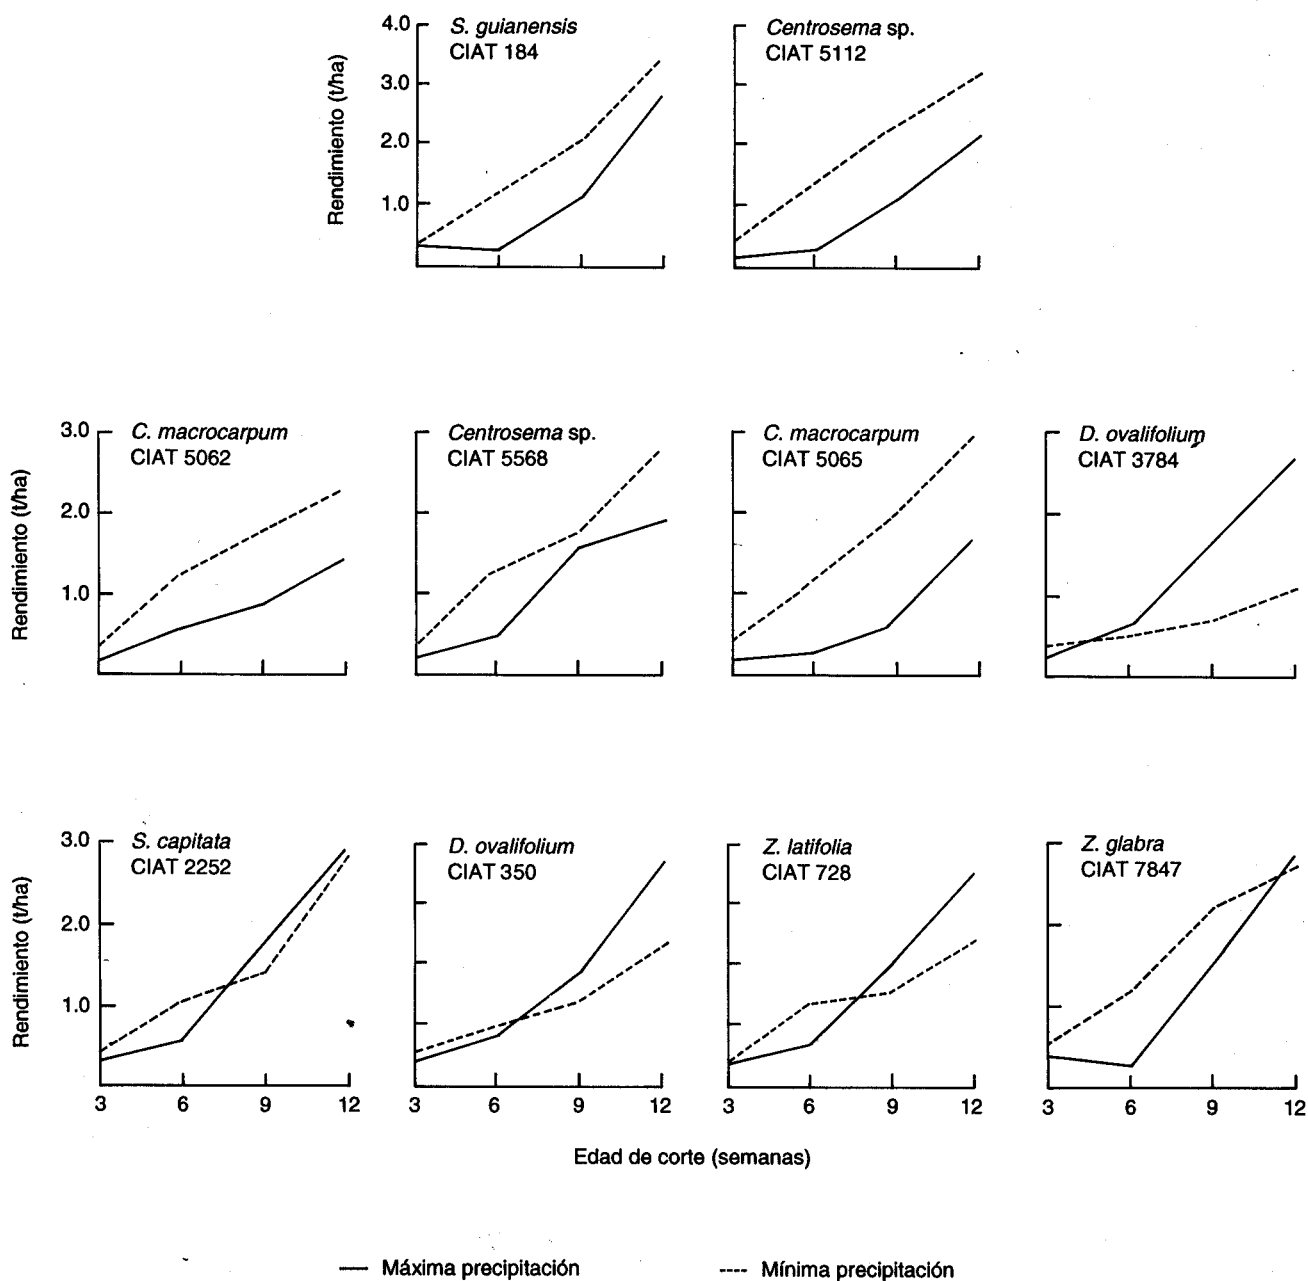 S. guianensis
CIAT 184
Centrosema sp.
CIAT 5112
Rendimiento (t/ha)
4.0
3.0
2.0
1.0
C. macrocarpum
CIAT 5062
Centrosema sp.
CIAT 5568
C. macrocarpum
CIAT 5065
D. ovalifolium
CIAT 3784
Rendimiento (t/ha)
3.0
2.0
1.0
S. capitata
CIAT 2252
D. ovalifolium
CIAT 350
Z. latifolia
CIAT 728
Z. glabra
CIAT 7847
Rendimiento (t/ha)
3.0
2.0
1.0
3 6 9 12 3 6 9 12 3 6 9 12 3 6 9 12
Edad de corte (semanas)
Máxima precipitación
Mínima precipitación